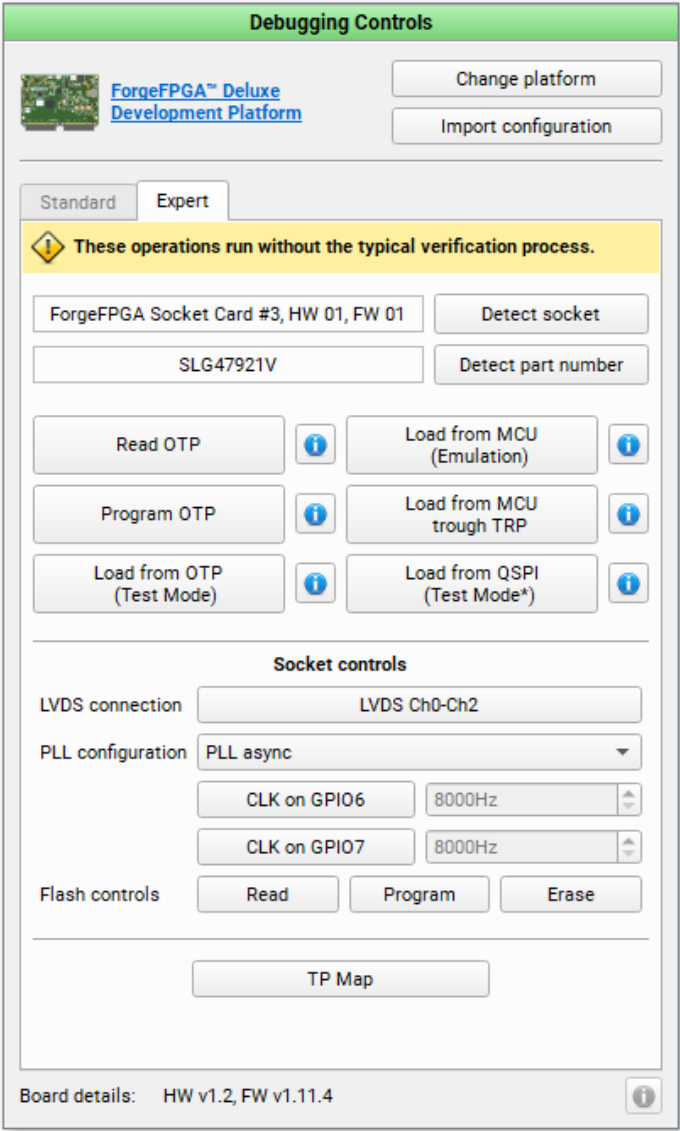 Debugging Controls
ForgeFPGA™ Deluxe
Development Platform
Change platform
Import configuration
Standard
Expert
These operations run without the typical verification process.
ForgeFPGA Socket Card #3, HW 01, FW 01
Detect socket
SLG47921V
Detect part number
Read OTP
Load from MCU
(Emulation)
Program OTP
Load from MCU
trough TRP
Load from OTP
(Test Mode)
Load from QSPI
(Test Mode*)
Socket controls
LVDS connection
LVDS Ch0-Ch2
PLL configuration
PLL async
CLK on GPIO6
8000Hz
CLK on GPIO7
8000Hz
Flash controls
Read
Program
Erase
TP Map
Board details:
HW v1.2, FW v1.11.4